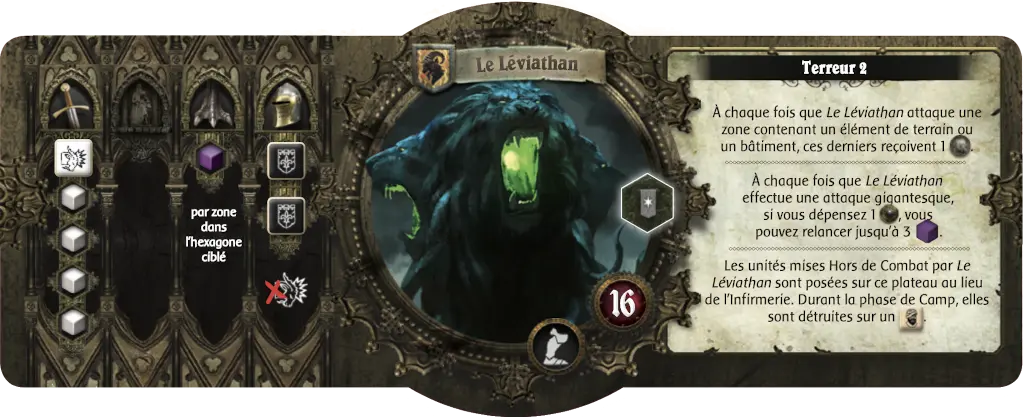 Le Léviathan
par zone
dans
l'hexagone
ciblé
16
Terreur 2
À chaque fois que Le Léviathan attaque une
zone contenant un élément de terrain ou
un bâtiment, ces derniers reçoivent 1 .
À chaque fois que Le Léviathan
effectue une attaque gigantesque,
si vous dépensez 1 , vous
pouvez relancer jusqu'à 3 .
Les unités mises Hors de Combat par Le
Léviathan sont posées sur ce plateau au lieu
de l'Infirmerie. Durant la phase de Camp, elles
sont détruites sur un .